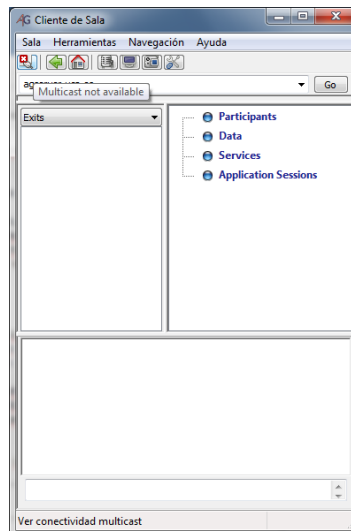 AG Cliente de Sala
Sala Herramientas Navegación Ayuda
Multicast not available
Go
Exits
Participants
Data
Services
Application Sessions
Ver conectividad multicast